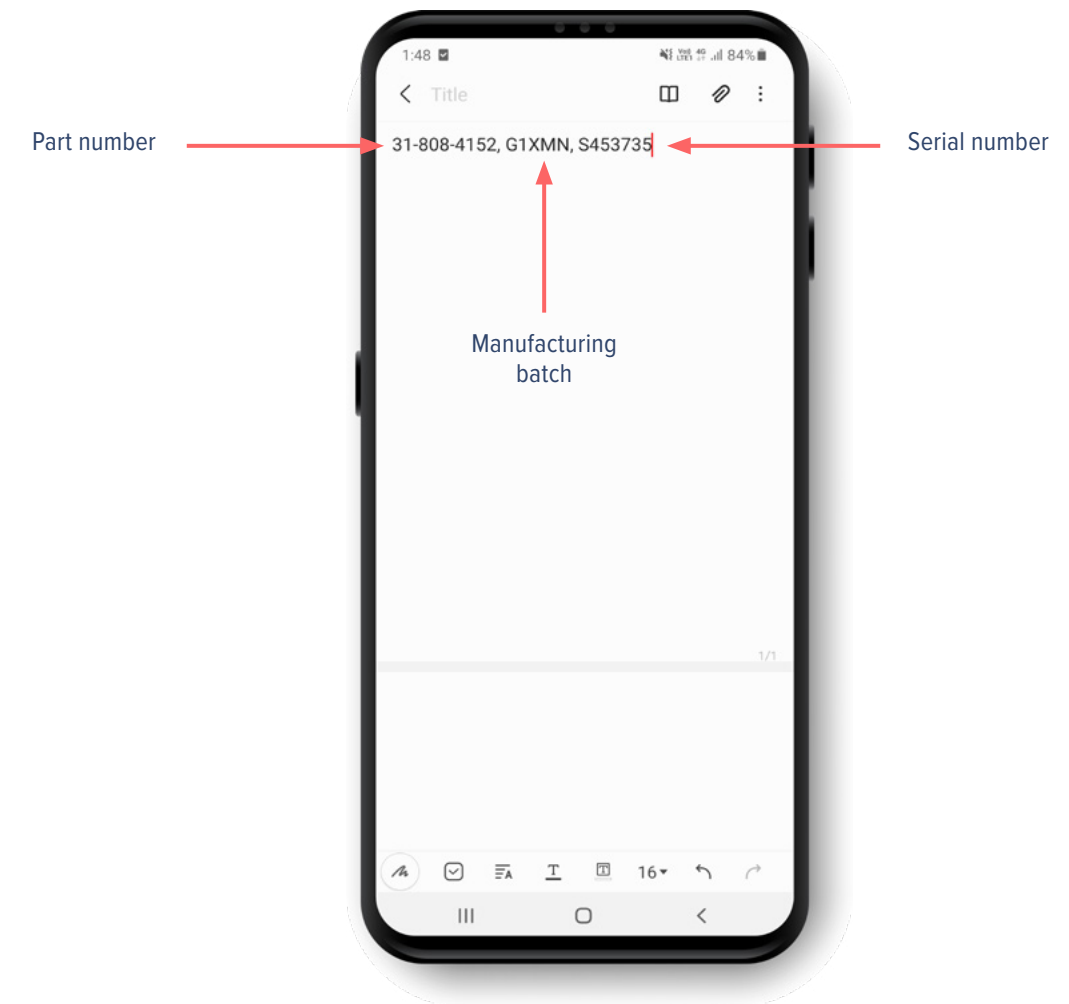 1:48 84%
Title
Part number
31-808-4152, G1XMN, S453735
Serial number
Manufacturing
batch
1/1
16